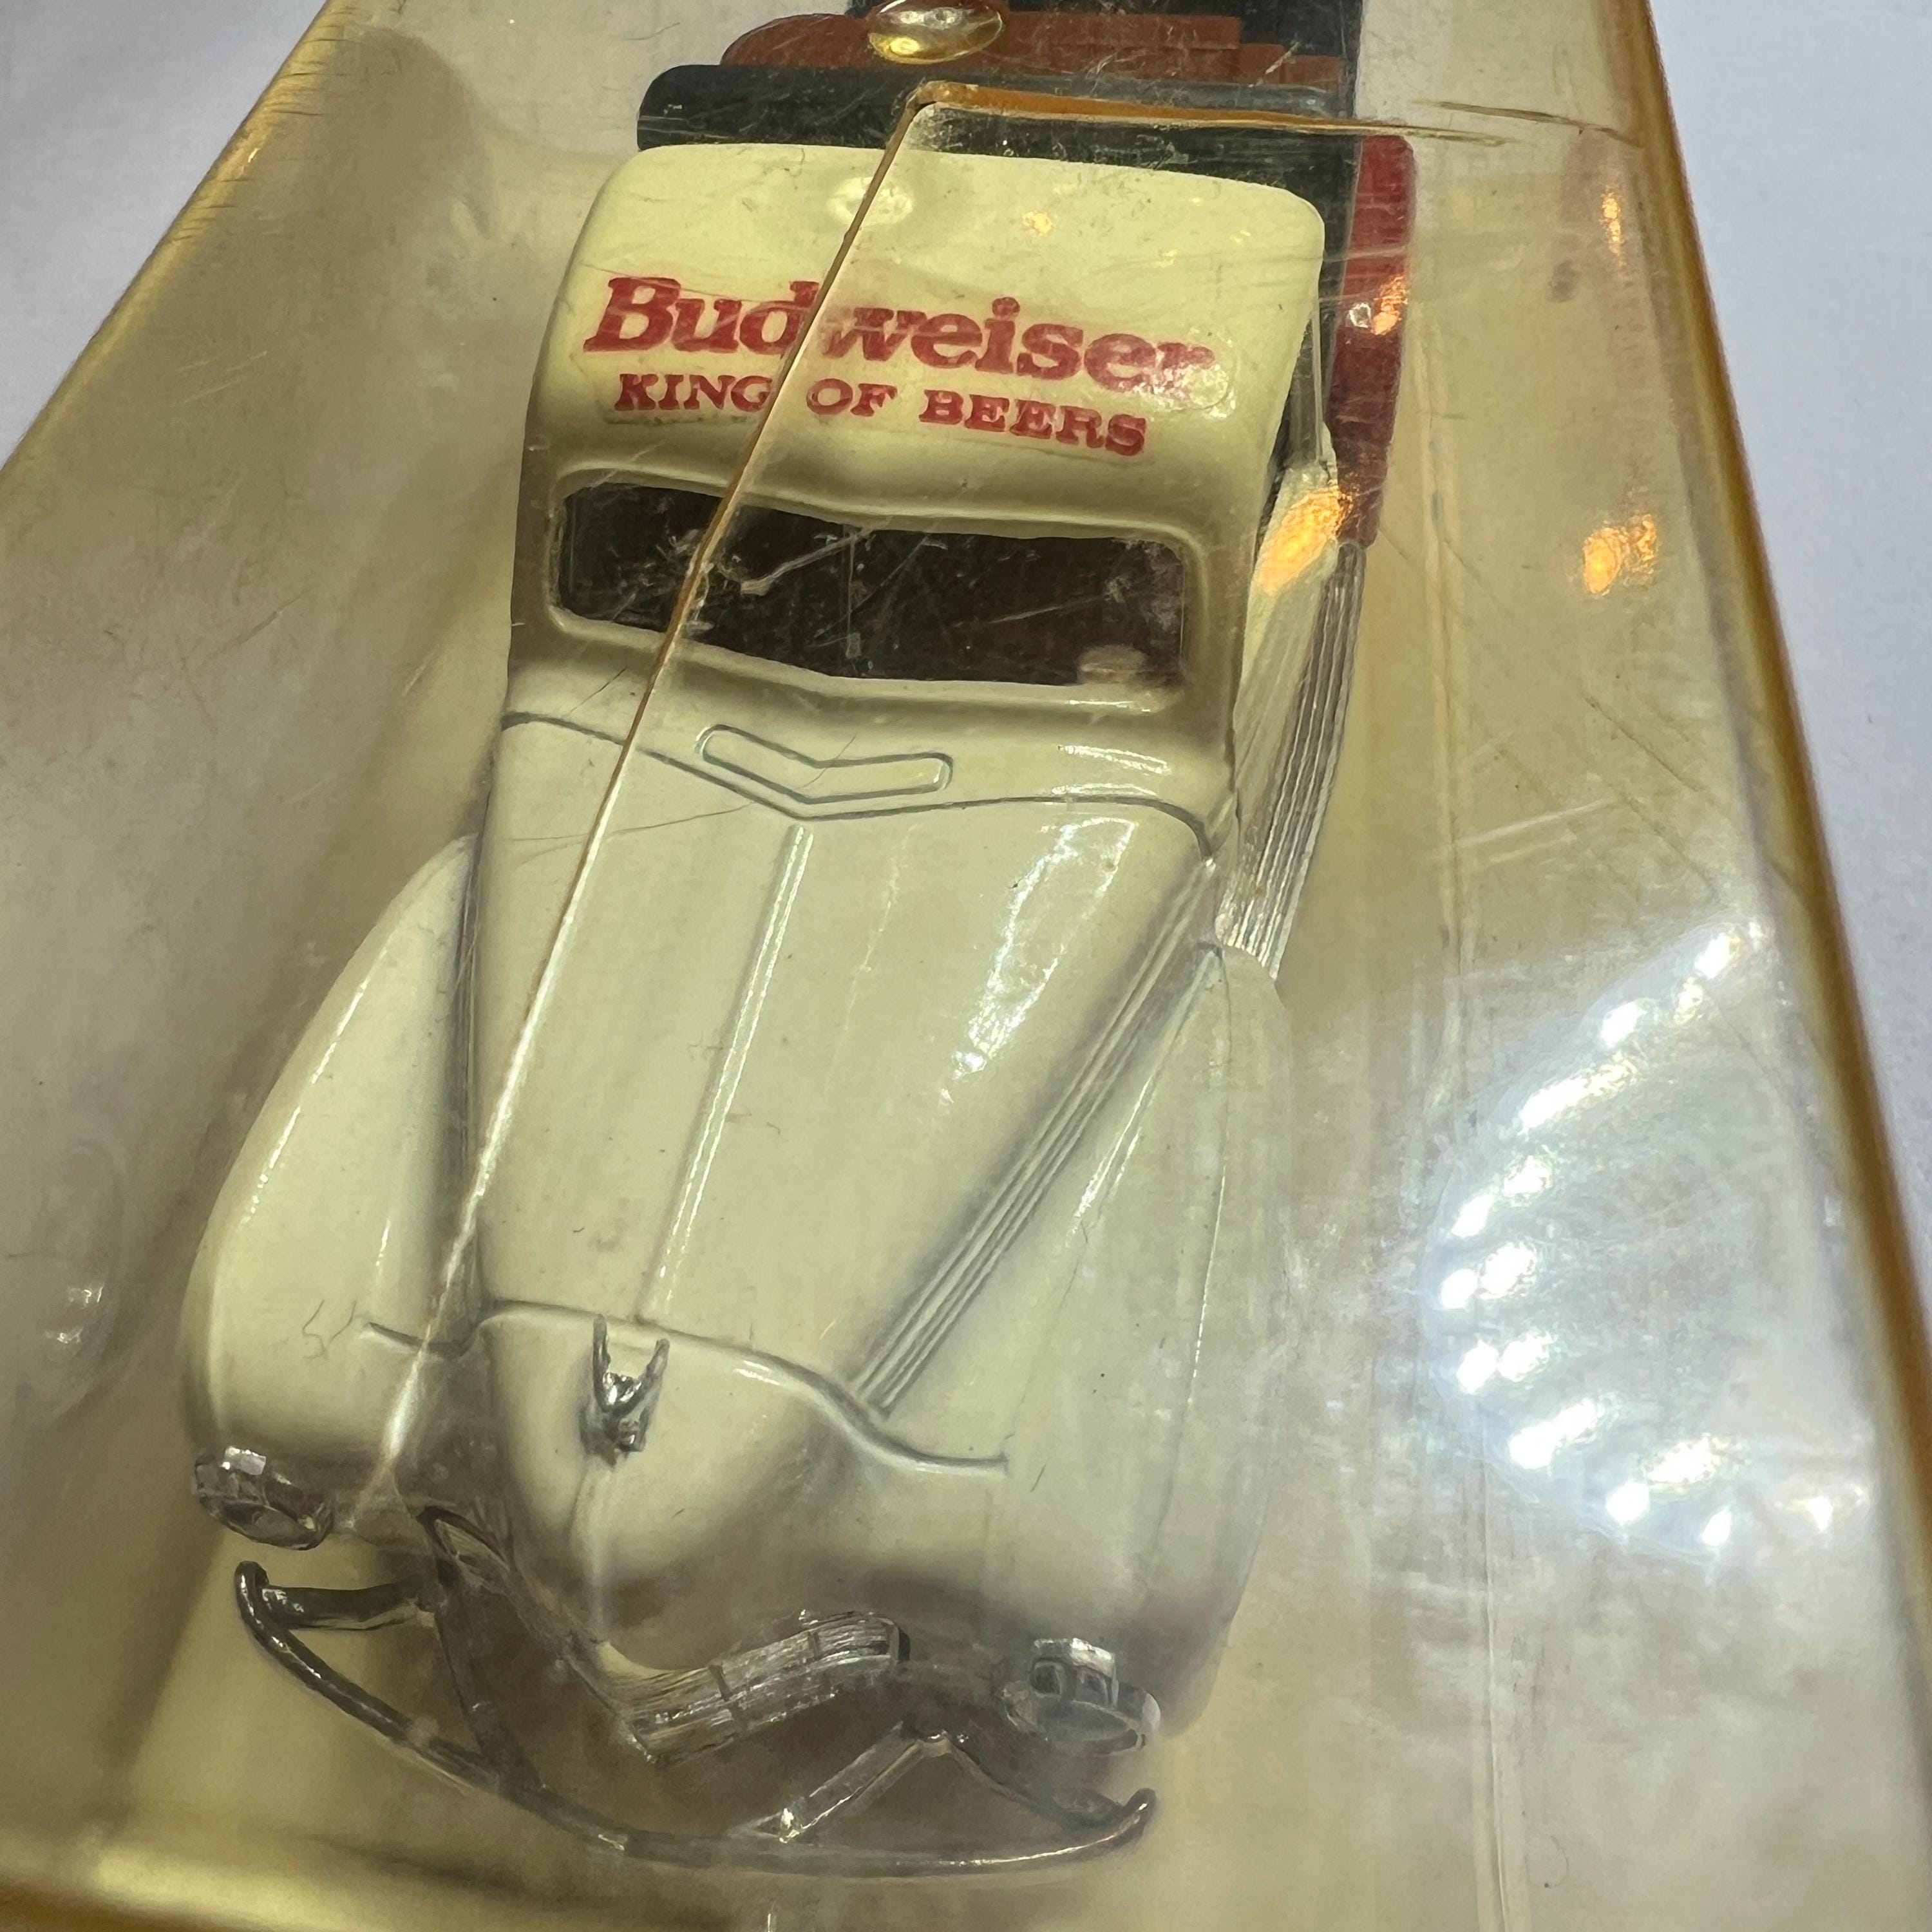 Budweiser
KING OF BEERS